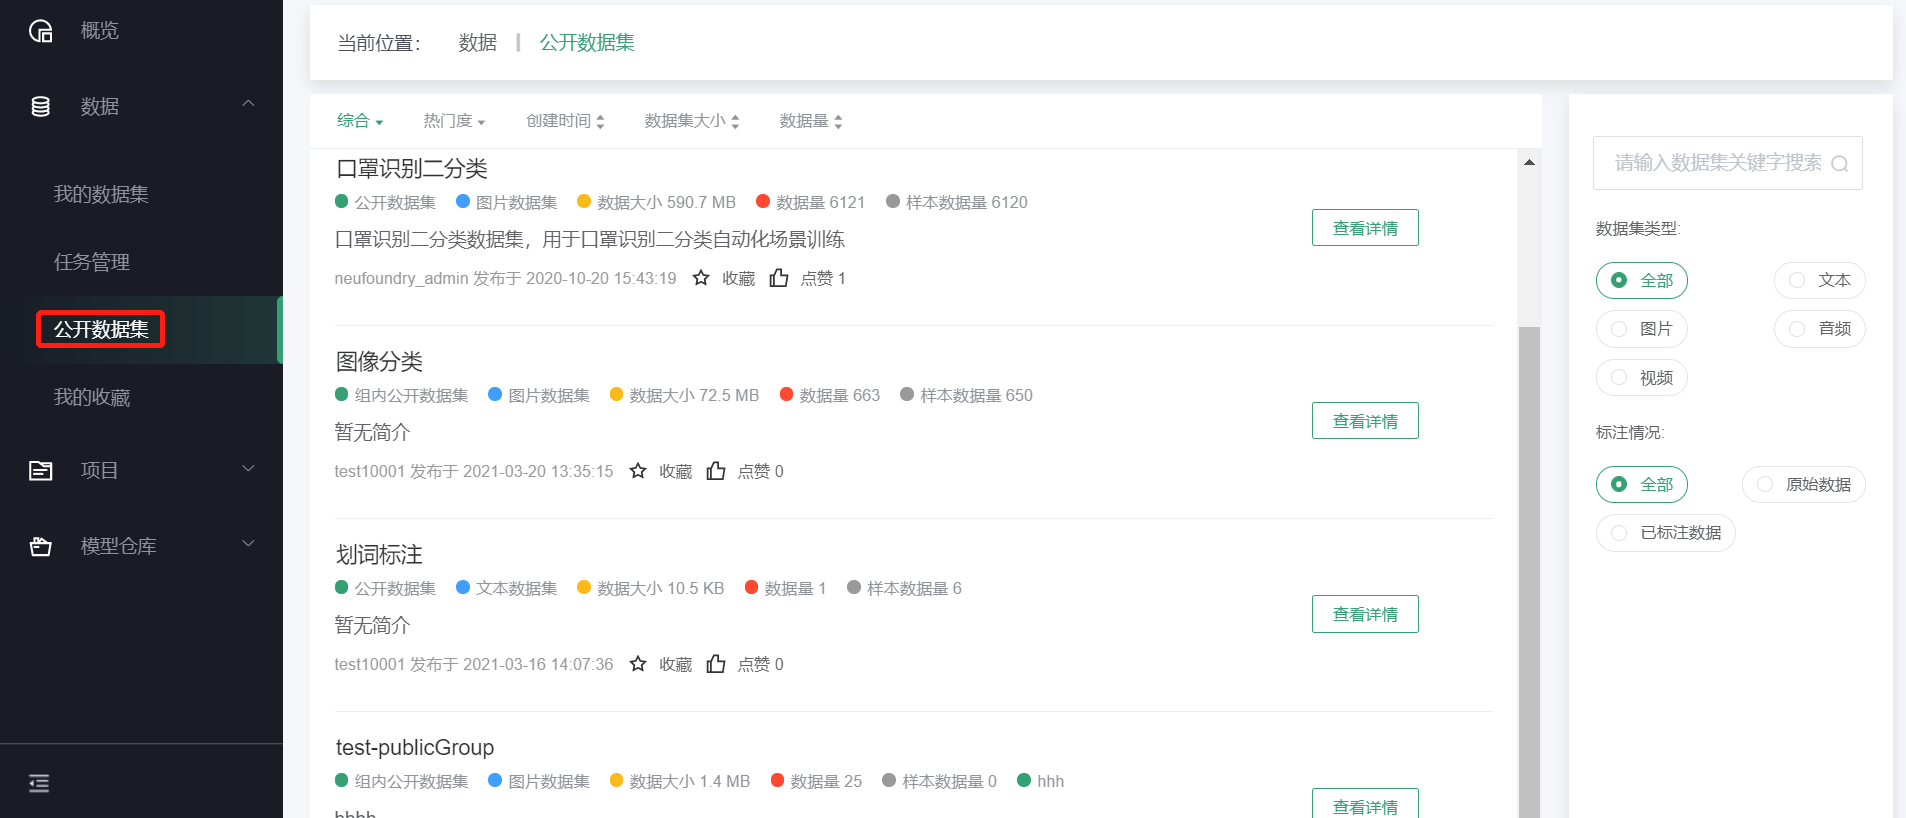 概览
数据
我的数据集
任务管理
公开数据集
我的收藏
项目
模型仓库
当前位置： 数据 | 公开数据集
综合 热门度 创建时间 数据集大小 数据量
口罩识别二分类
公开数据集 图片数据集 数据大小 590.7 MB 数据量 6121 样本数据量 6120
口罩识别二分类数据集，用于口罩识别二分类自动化场景训练
neufoundry_admin 发布于 2020-10-20 15:43:19 收藏 点赞 1
查看详情
图像分类
组内公开数据集 图片数据集 数据大小 72.5 MB 数据量 663 样本数据量 650
暂无简介
test10001 发布于 2021-03-20 13:35:15 收藏 点赞 0
查看详情
划词标注
公开数据集 文本数据集 数据大小 10.5 KB 数据量 1 样本数据量 6
暂无简介
test10001 发布于 2021-03-16 14:07:36 收藏 点赞 0
查看详情
test-publicGroup
组内公开数据集 图片数据集 数据大小 1.4 MB 数据量 25 样本数据量 0 hhh
hhhh
查看详情
请输入数据集关键字搜索
数据集类型:
全部 文本
图片 音频
视频
标注情况:
全部 原始数据
已标注数据